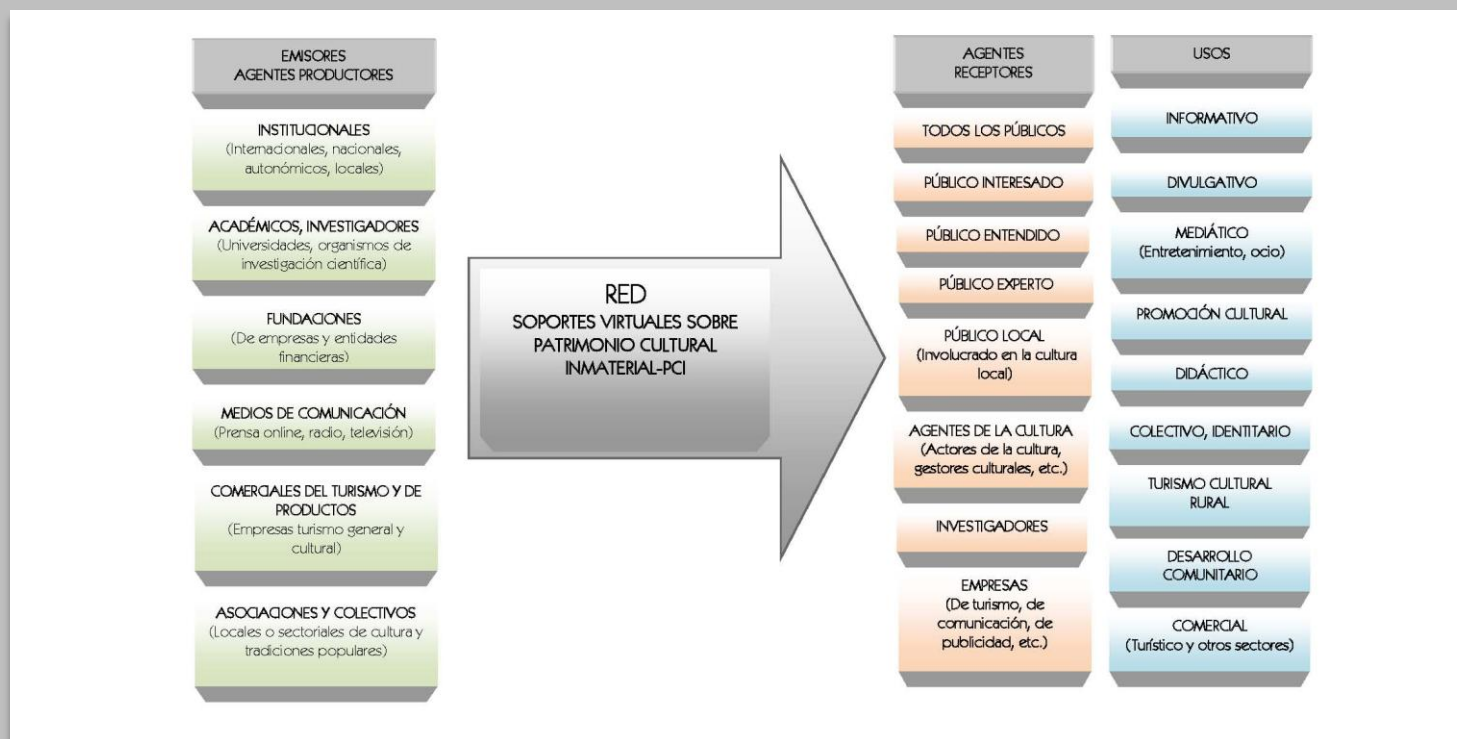 EMISORES
AGENTES PRODUCTORES
INSTITUCIONALES
(Internacionales, nacionales,
autonómicos, locales)
ACADÉMICOS, INVESTIGADORES
(Universidades, organismos de
investigación científica)
FUNDACIONES
(De empresas y entidades
financieras)
MEDIOS DE COMUNICACIÓN
(Prensa online, radio, televisión)
COMERCIALES DEL TURISMO Y DE
PRODUCTOS
(Empresas turismo general y
cultural)
ASOCIACIONES Y COLECTIVOS
(Locales o sectoriales de cultura y
tradiciones populares)
RED
SOPORTES VIRTUALES SOBRE
PATRIMONIO CULTURAL
INMATERIAL-PCI
AGENTES
RECEPTORES
TODOS LOS PÚBLICOS
PÚBLICO INTERESADO
PÚBLICO ENTENDIDO
PÚBLICO EXPERTO
PÚBLICO LOCAL
(Involucrado en la cultura
local)
AGENTES DE LA CULTURA
(Actores de la cultura,
gestores culturales, etc.)
INVESTIGADORES
EMPRESAS
(De turismo, de
comunicación, de
publicidad, etc.)
USOS
INFORMATIVO
DIVULGATIVO
MEDIÁTICO
(Entretenimiento, ocio)
PROMOCIÓN CULTURAL
DIDÁCTICO
COLECTIVO, IDENTITARIO
TURISMO CULTURAL
RURAL
DESARROLLO
COMUNITARIO
COMERCIAL
(Turístico y otros sectores)